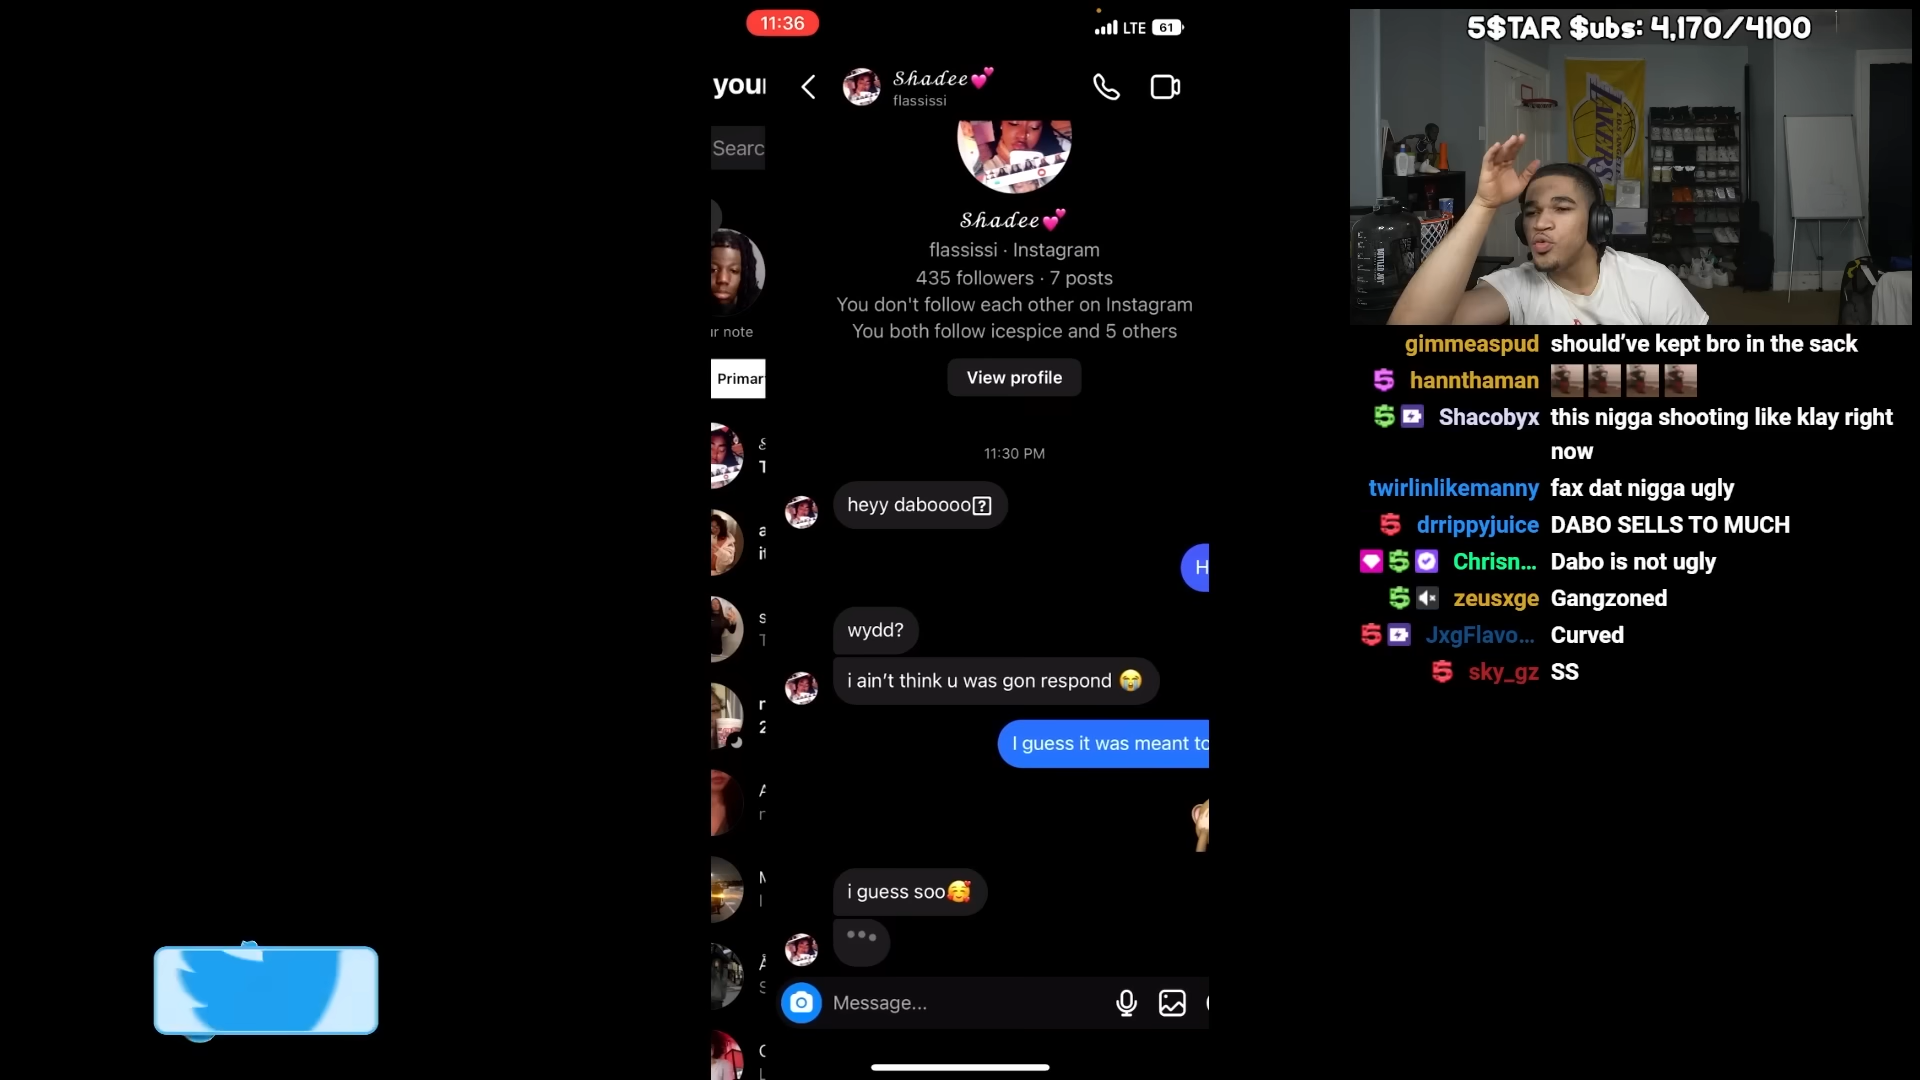 11:36
LTE 61
your
Searc
ur note
Primar
𝓢𝓱𝓪𝓭𝓮𝓮💕
flassissi
𝓢𝓱𝓪𝓭𝓮𝓮💕
flassissi · Instagram
435 followers · 7 posts
You don't follow each other on Instagram
You both follow icespice and 5 others
View profile
11:30 PM
heyy daboooo
H
wydd?
i ain’t think u was gon respond 😭
I guess it was meant to
i guess soo🥰
Message...
5$TAR $ubs: 4,170/4100
LOS ANGELES
LAKERS
gimmeaspud should’ve kept bro in the sack
hannthaman
Shacobyx this nigga shooting like klay right
now
twirlinlikemanny fax dat nigga ugly
drrippyjuice DABO SELLS TO MUCH
Chrisn... Dabo is not ugly
zeusxge Gangzoned
JxgFlavo... Curved
sky_gz SS